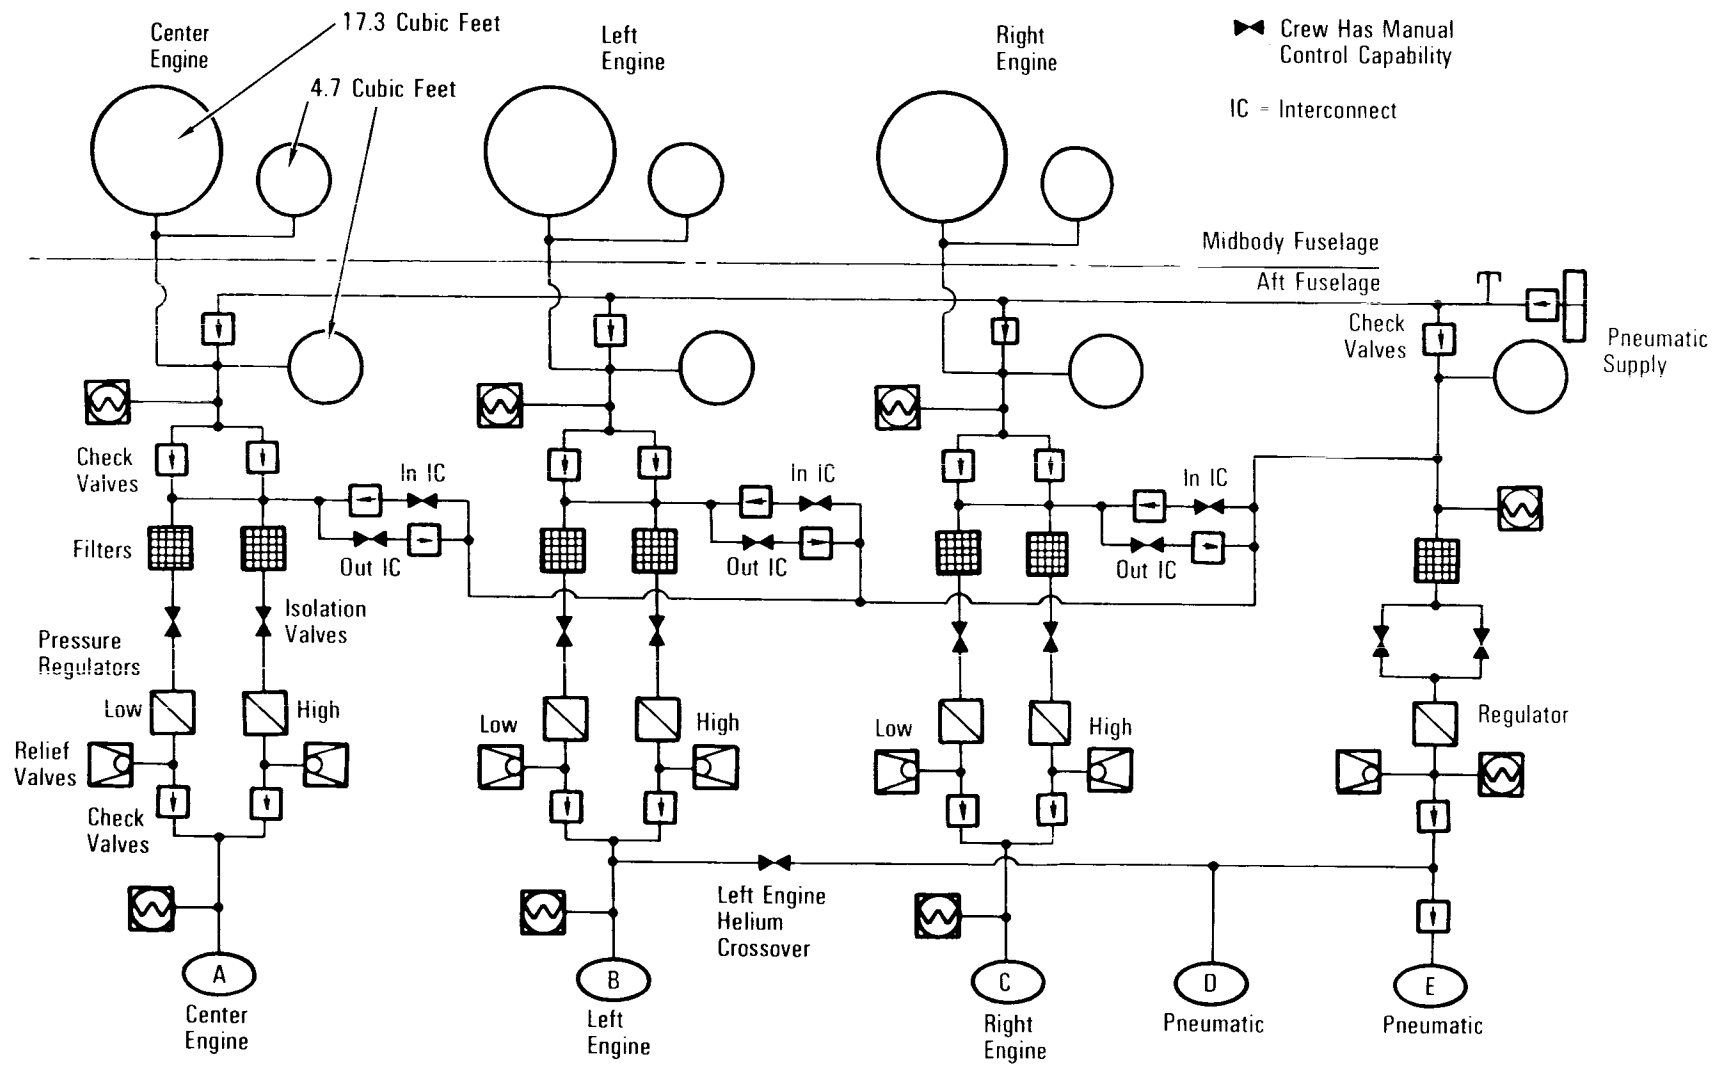 Center
Engine
17.3 Cubic Feet
4.7 Cubic Feet
Left
Engine
Right
Engine
Crew Has Manual
Control Capability
IC = Interconnect
Midbody Fuselage
Aft Fuselage
Check
Valves
Pneumatic
Supply
Check
Valves
In IC
In IC
In IC
Filters
Out IC
Out IC
Out IC
Isolation
Valves
Pressure
Regulators
Low
High
Low
High
Low
High
Regulator
Relief
Valves
Check
Valves
Left Engine
Helium
Crossover
A
B
C
D
E
Center
Engine
Left
Engine
Right
Engine
Pneumatic
Pneumatic